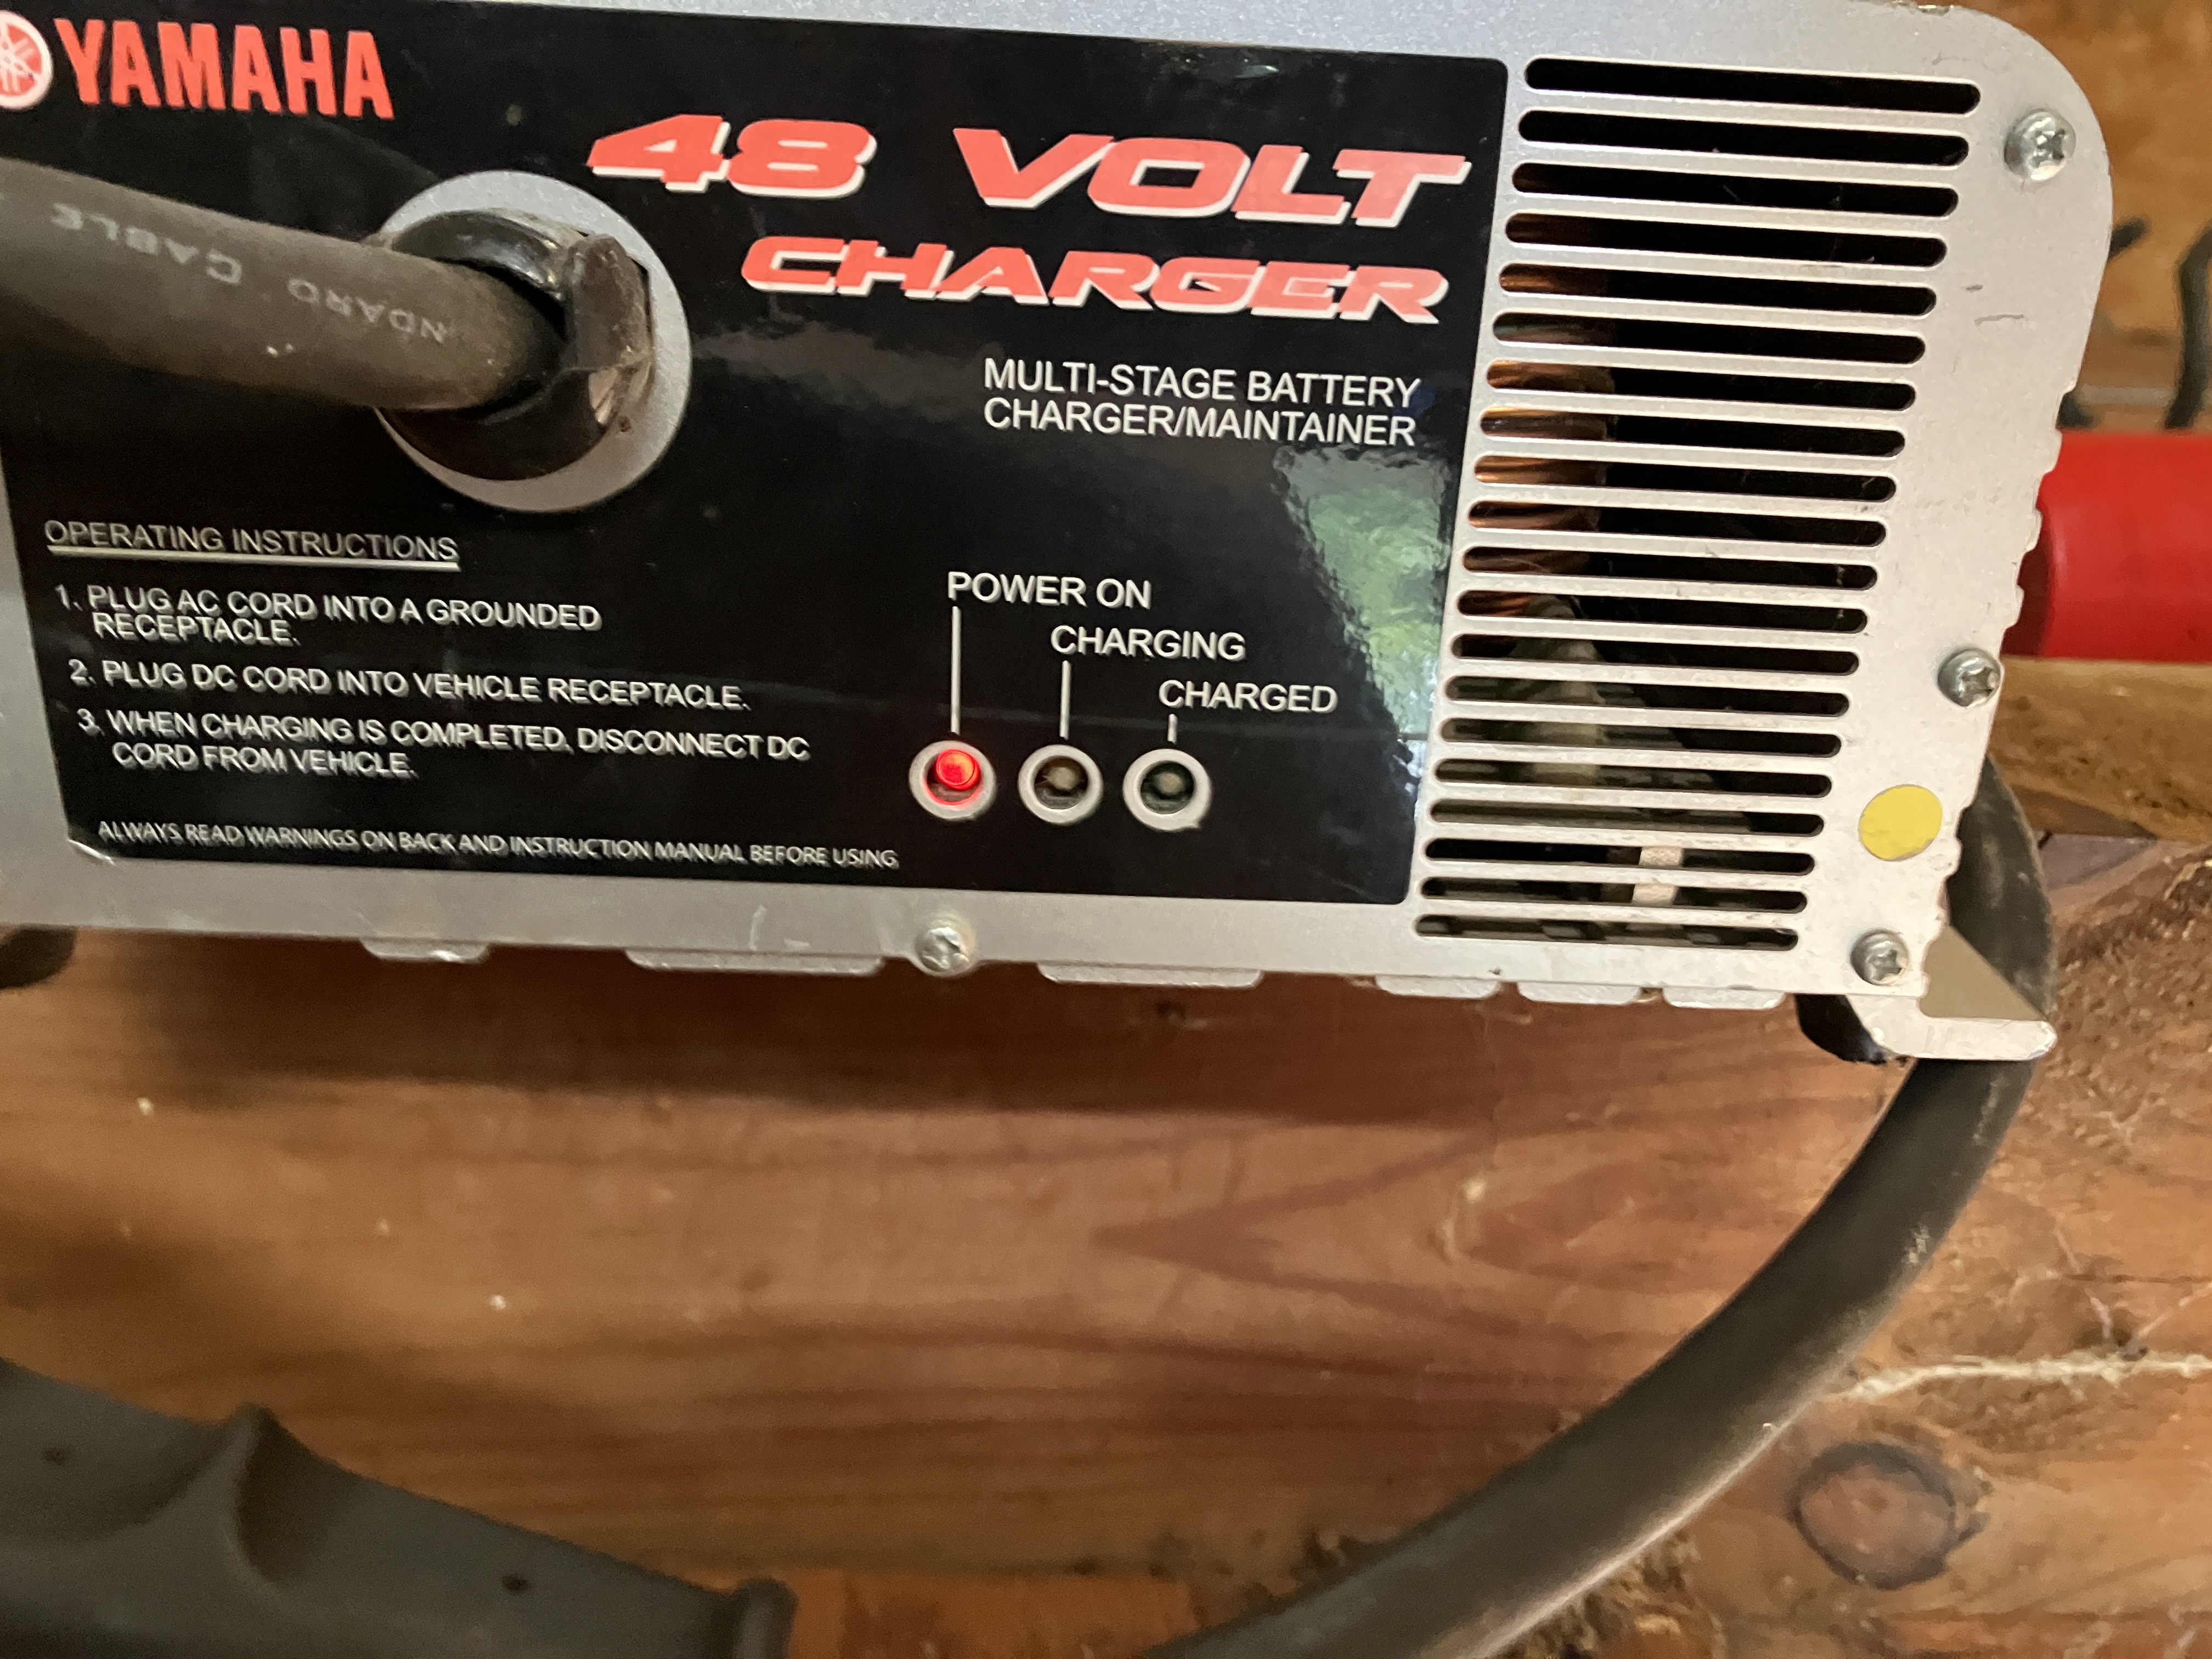 YAMAHA
48 VOLT
CHARGER
MULTI-STAGE BATTERY
CHARGER/MAINTAINER
NDARD CABLE
OPERATING INSTRUCTIONS
1. PLUG AC CORD INTO A GROUNDED
RECEPTACLE.
2. PLUG DC CORD INTO VEHICLE RECEPTACLE.
3. WHEN CHARGING IS COMPLETED, DISCONNECT DC
CORD FROM VEHICLE.
ALWAYS READ WARNINGS ON BACK AND INSTRUCTION MANUAL BEFORE USING
POWER ON
CHARGING
CHARGED